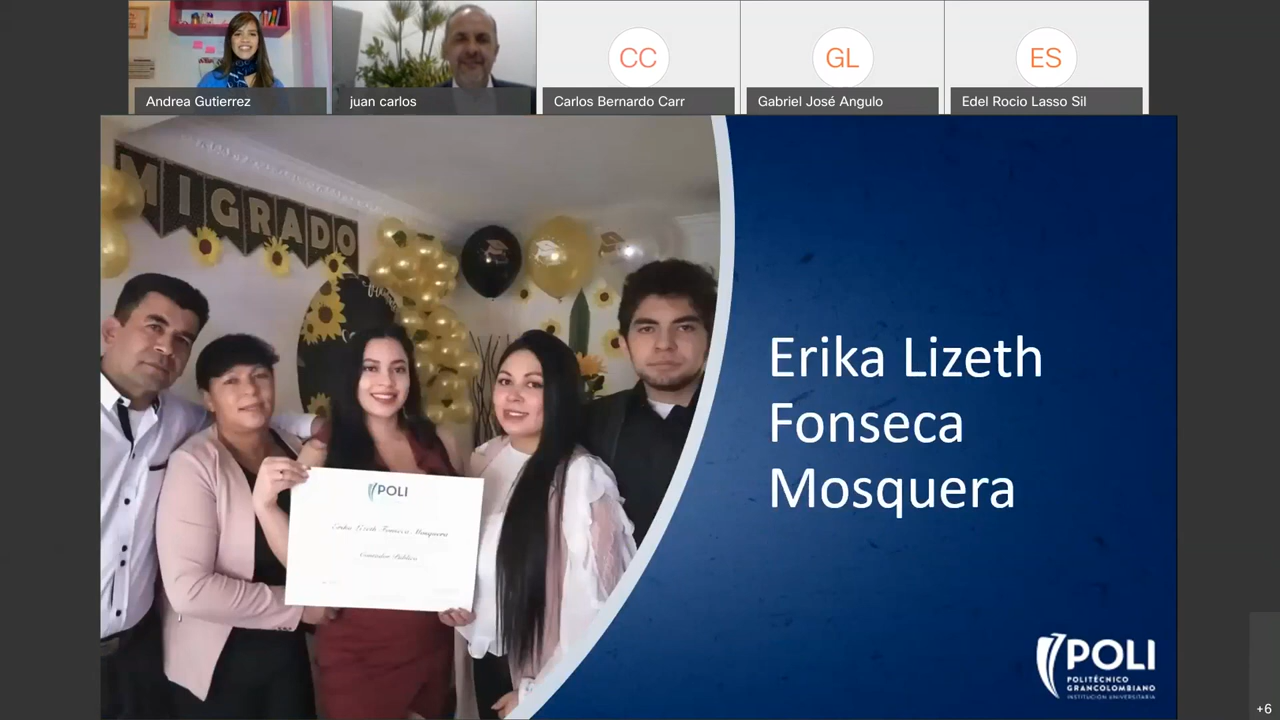 CC
GL
ES
Andrea Gutierrez
juan carlos
Carlos Bernardo Carr
Gabriel José Angulo
Edel Rocio Lasso Sil
MIGRADO
POLI
Erika Lizeth Fonseca Mosquera
Contador Público
Erika Lizeth
Fonseca
Mosquera
POLI
POLITÉCNICO
GRANCOLOMBIANO
INSTITUCIÓN UNIVERSITARIA
+6